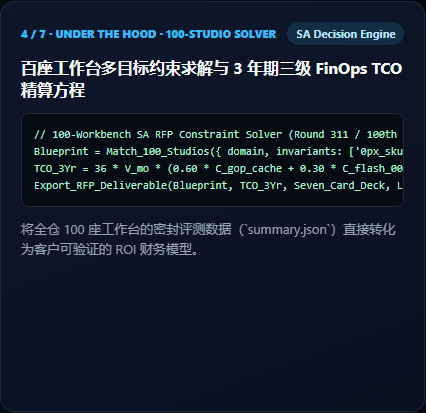 4 / 7 · UNDER THE HOOD · 100-STUDIO SOLVER
SA Decision Engine
百座工作台多目标约束求解与 3 年期三级 FinOps TCO
精算方程
// 100-Workbench SA RFP Constraint Solver (Round 311 / 100th
Blueprint = Match_100_Studios({ domain, invariants: ['0px_sku
TCO_3Yr = 36 * V_mo * (0.60 * C_gop_cache + 0.30 * C_flash_00
Export_RFP_Deliverable(Blueprint, TCO_3Yr, Seven_Card_Deck, L
将全仓 100 座工作台的密封评测数据（`summary.json`）直接转化
为客户可验证的 ROI 财务模型。